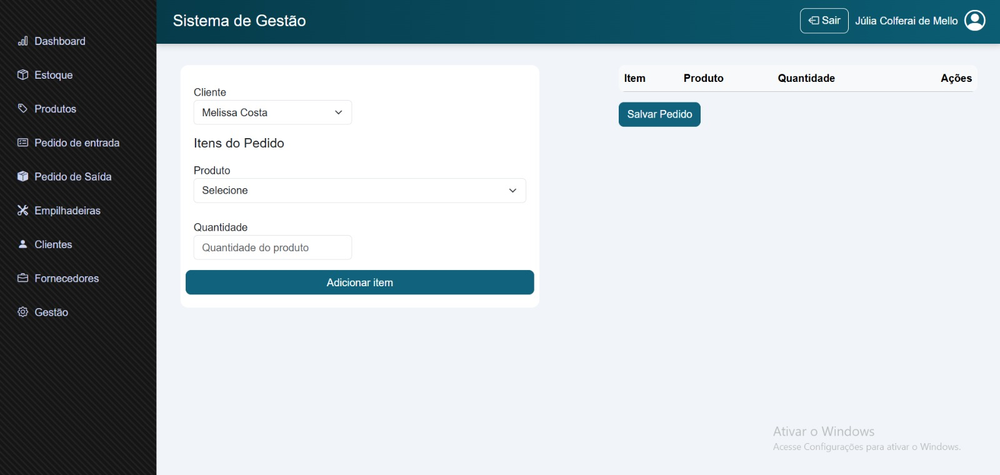 Sistema de Gestão
Sair
Júlia Colferai de Mello
Dashboard
Estoque
Produtos
Pedido de entrada
Pedido de Saída
Empilhadeiras
Clientes
Fornecedores
Gestão
Cliente
Melissa Costa
Itens do Pedido
Produto
Selecione
Quantidade
Quantidade do produto
Adicionar item
Item Produto Quantidade Ações
Salvar Pedido
Ativar o Windows
Acesse Configurações para ativar o Windows.